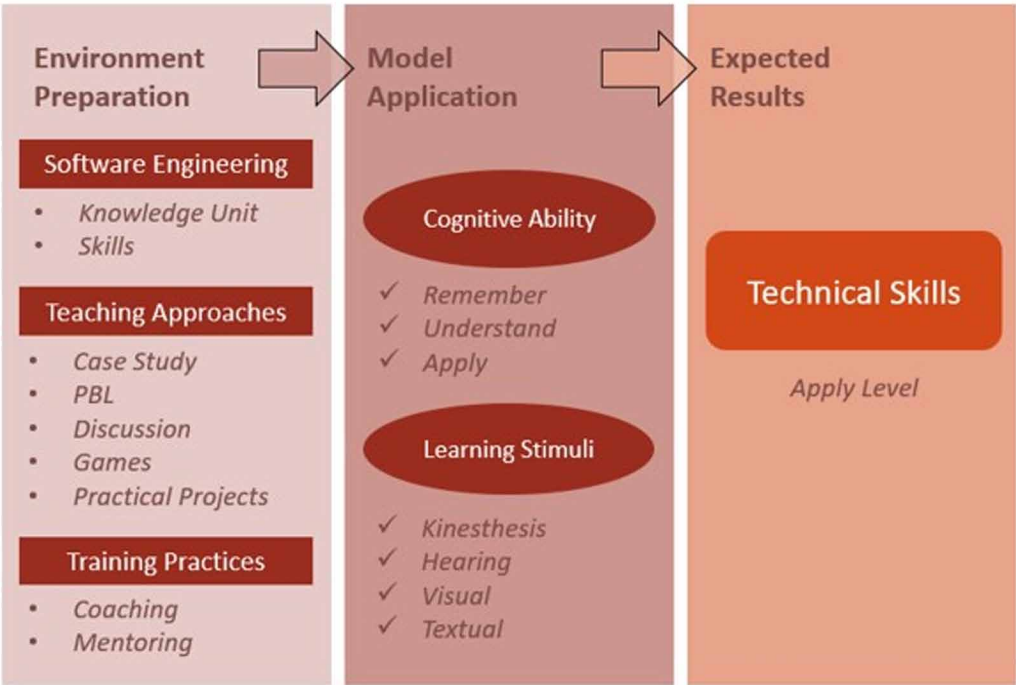 Environment
Preparation
Software Engineering
• Knowledge Unit
• Skills
Teaching Approaches
• Case Study
• PBL
• Discussion
• Games
• Practical Projects
Training Practices
• Coaching
• Mentoring
Model
Application
Cognitive Ability
✓ Remember
✓ Understand
✓ Apply
Learning Stimuli
✓ Kinesthesis
✓ Hearing
✓ Visual
✓ Textual
Expected
Results
Technical Skills
Apply Level